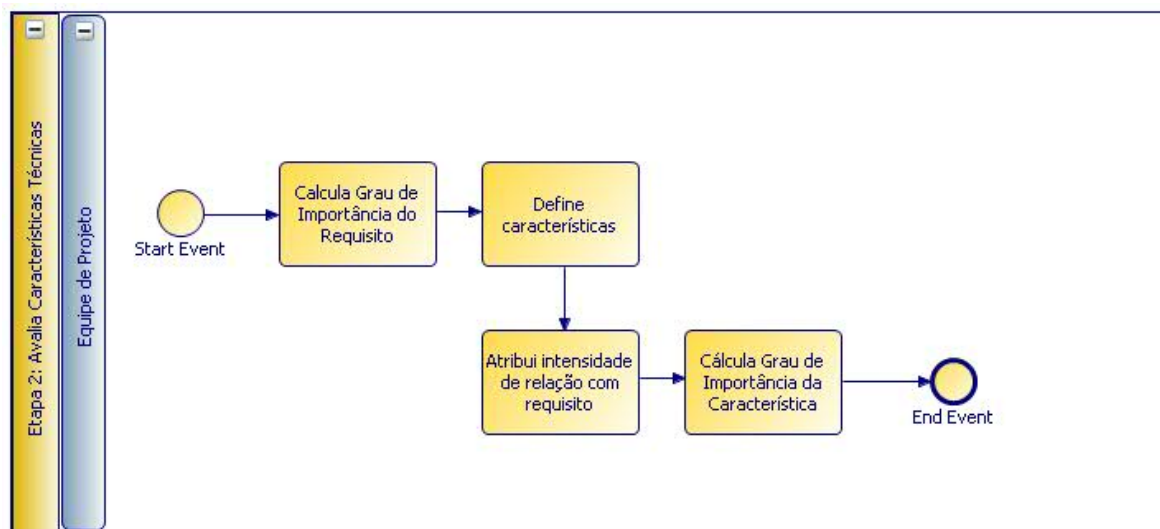 Etapa 2: Avalia Características Técnicas
Equipe de Projeto
Start Event
Calcula Grau de
Importância do
Requisito
Define
características
Atribui intensidade
de relação com
requisito
Cálcula Grau de
Importância da
Característica
End Event